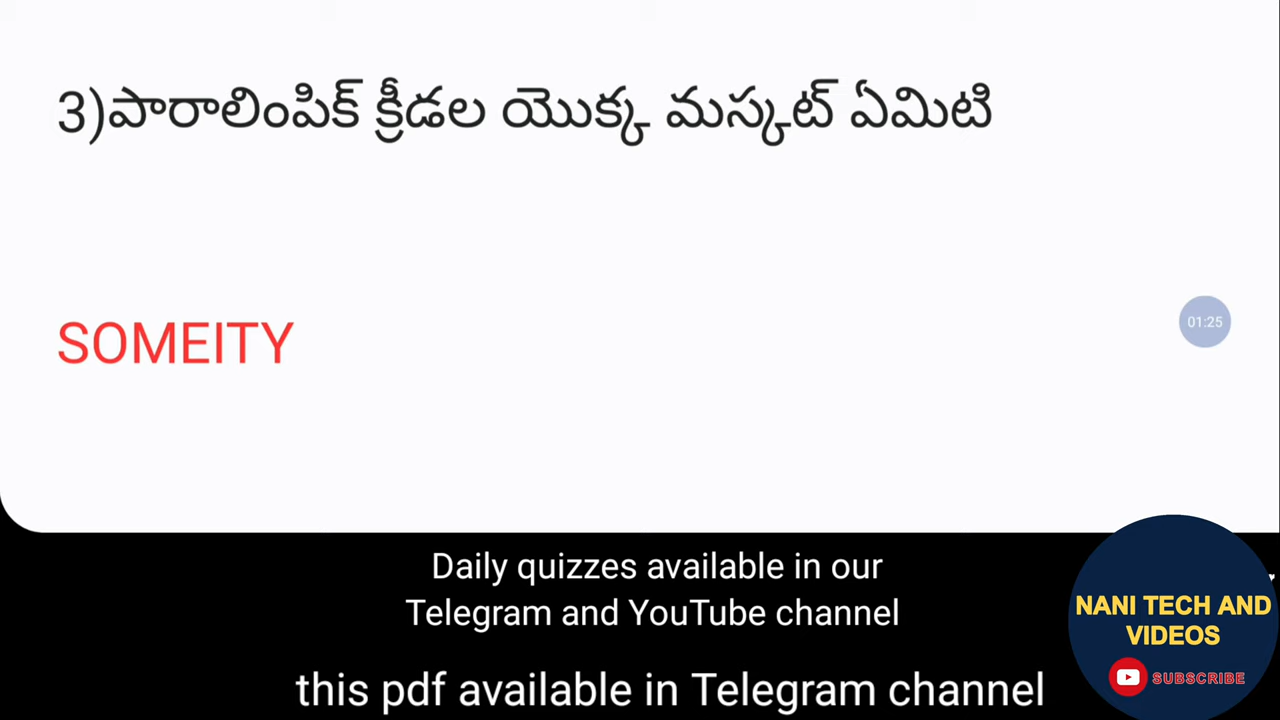 3)పారాలింపిక్ క్రీడల యొక్క మస్కట్ ఏమిటి
SOMEITY
01:25
Daily quizzes available in our
Telegram and YouTube channel
this pdf available in Telegram channel
NANI TECH AND
VIDEOS
SUBSCRIBE